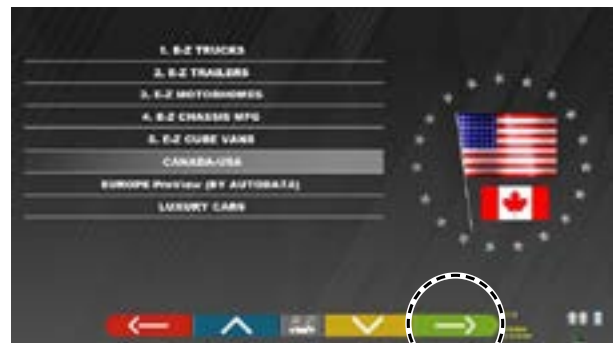 1. E-Z TRUCKS
2. E-Z TRAILERS
3. E-Z MOTORHOMES
4. E-Z CHASSIS MFG
5. E-Z CUBE VANS
CANADA-USA
EUROPE PreView (BY AUTODATA)
LUXURY CARS